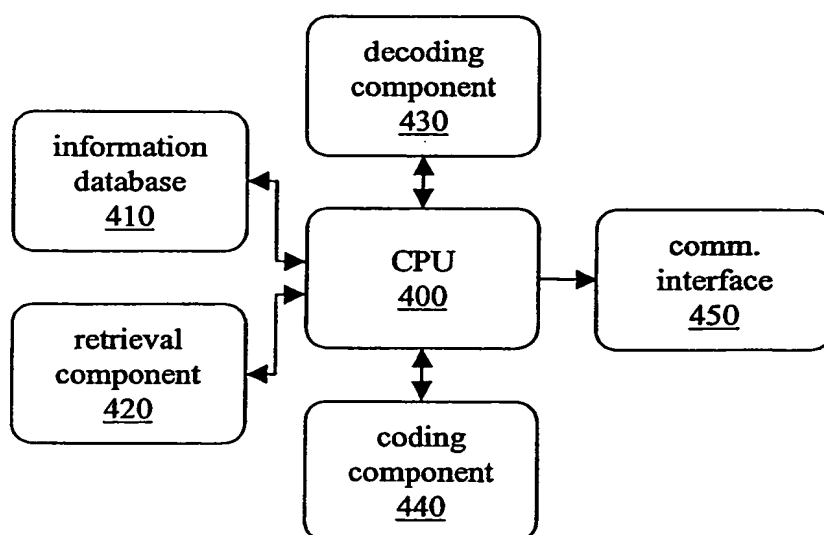 decoding
component
430
information
database
410
CPU
400
comm.
interface
450
retrieval
component
420
coding
component
440